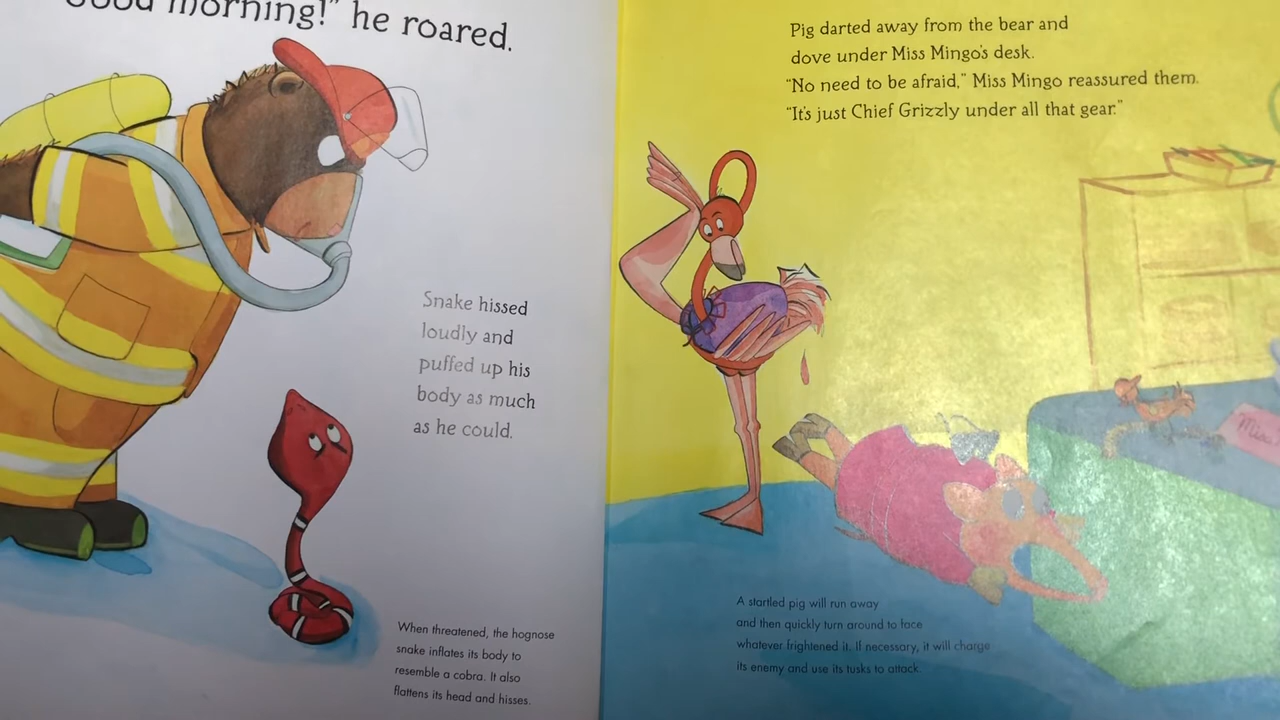 Good morning!" he roared.
Snake hissed
loudly and
puffed up his
body as much
as he could.
When threatened, the hognose
snake inflates its body to
resemble a cobra. It also
flattens its head and hisses.
Pig darted away from the bear and
dove under Miss Mingo's desk.
"No need to be afraid," Miss Mingo reassured them.
"It's just Chief Grizzly under all that gear."
Miss
A startled pig will run away
and then quickly turn around to face
whatever frightened it. If necessary, it will charge
its enemy and use its tusks to attack.